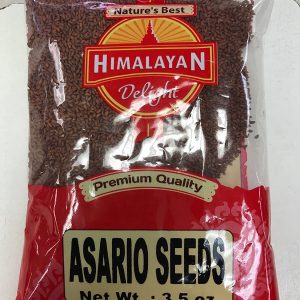 Nature's Best
HIMALAYAN
Delight
Premium Quality
ASARIO SEEDS
Net Wt. : 3.5 oz